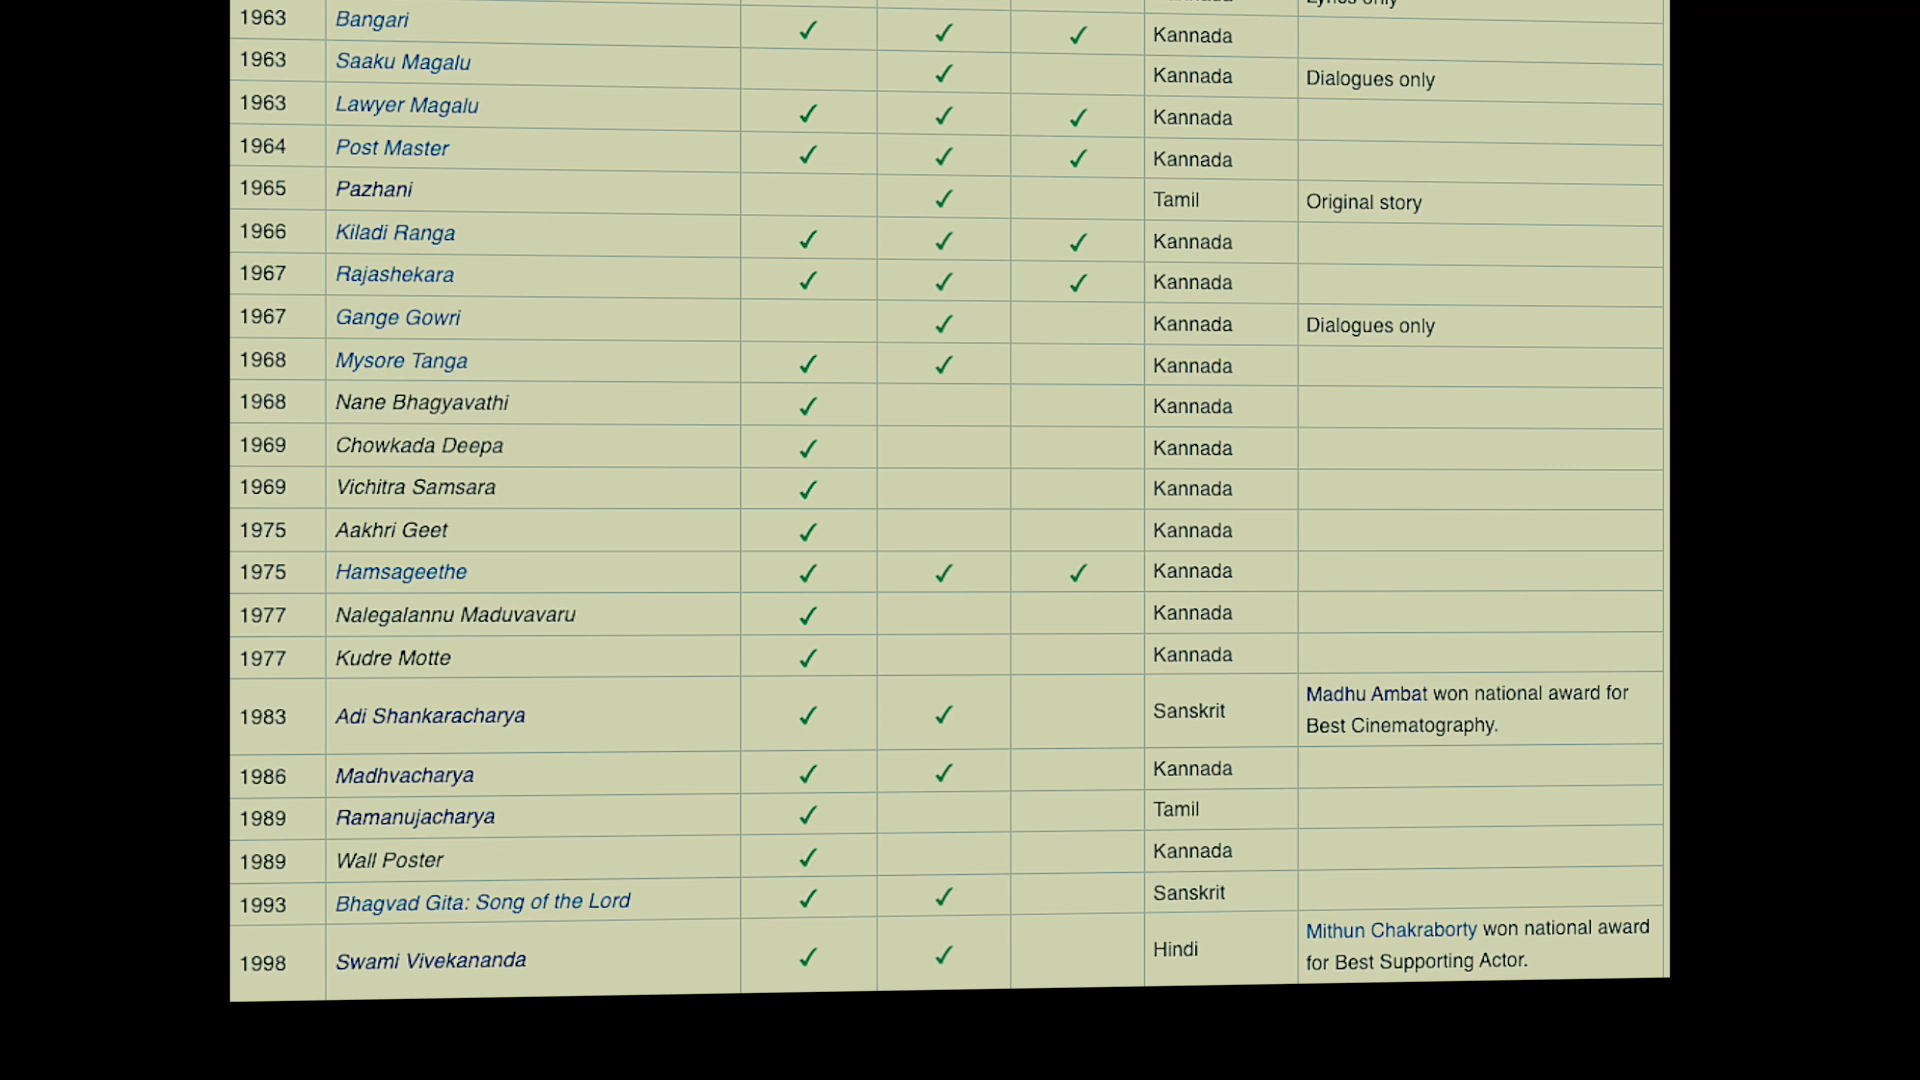 1963 Bangari ✓ ✓ ✓ Kannada
1963 Saaku Magalu ✓ Kannada Dialogues only
1963 Lawyer Magalu ✓ ✓ ✓ Kannada
1964 Post Master ✓ ✓ ✓ Kannada
1965 Pazhani ✓ Tamil Original story
1966 Kiladi Ranga ✓ ✓ ✓ Kannada
1967 Rajashekara ✓ ✓ ✓ Kannada
1967 Gange Gowri ✓ Kannada Dialogues only
1968 Mysore Tanga ✓ ✓ Kannada
1968 Nane Bhagyavathi ✓ Kannada
1969 Chowkada Deepa ✓ Kannada
1969 Vichitra Samsara ✓ Kannada
1975 Aakhri Geet ✓ Kannada
1975 Hamsageethe ✓ ✓ ✓ Kannada
1977 Nalegalannu Maduvavaru ✓ Kannada
1977 Kudre Motte ✓ Kannada
1983 Adi Shankaracharya ✓ ✓ Sanskrit Madhu Ambat won national award for
Best Cinematography.
1986 Madhvacharya ✓ ✓ Kannada
1989 Ramanujacharya ✓ Tamil
1989 Wall Poster ✓ Kannada
1993 Bhagvad Gita: Song of the Lord ✓ ✓ Sanskrit
1998 Swami Vivekananda ✓ ✓ Hindi Mithun Chakraborty won national award
for Best Supporting Actor.